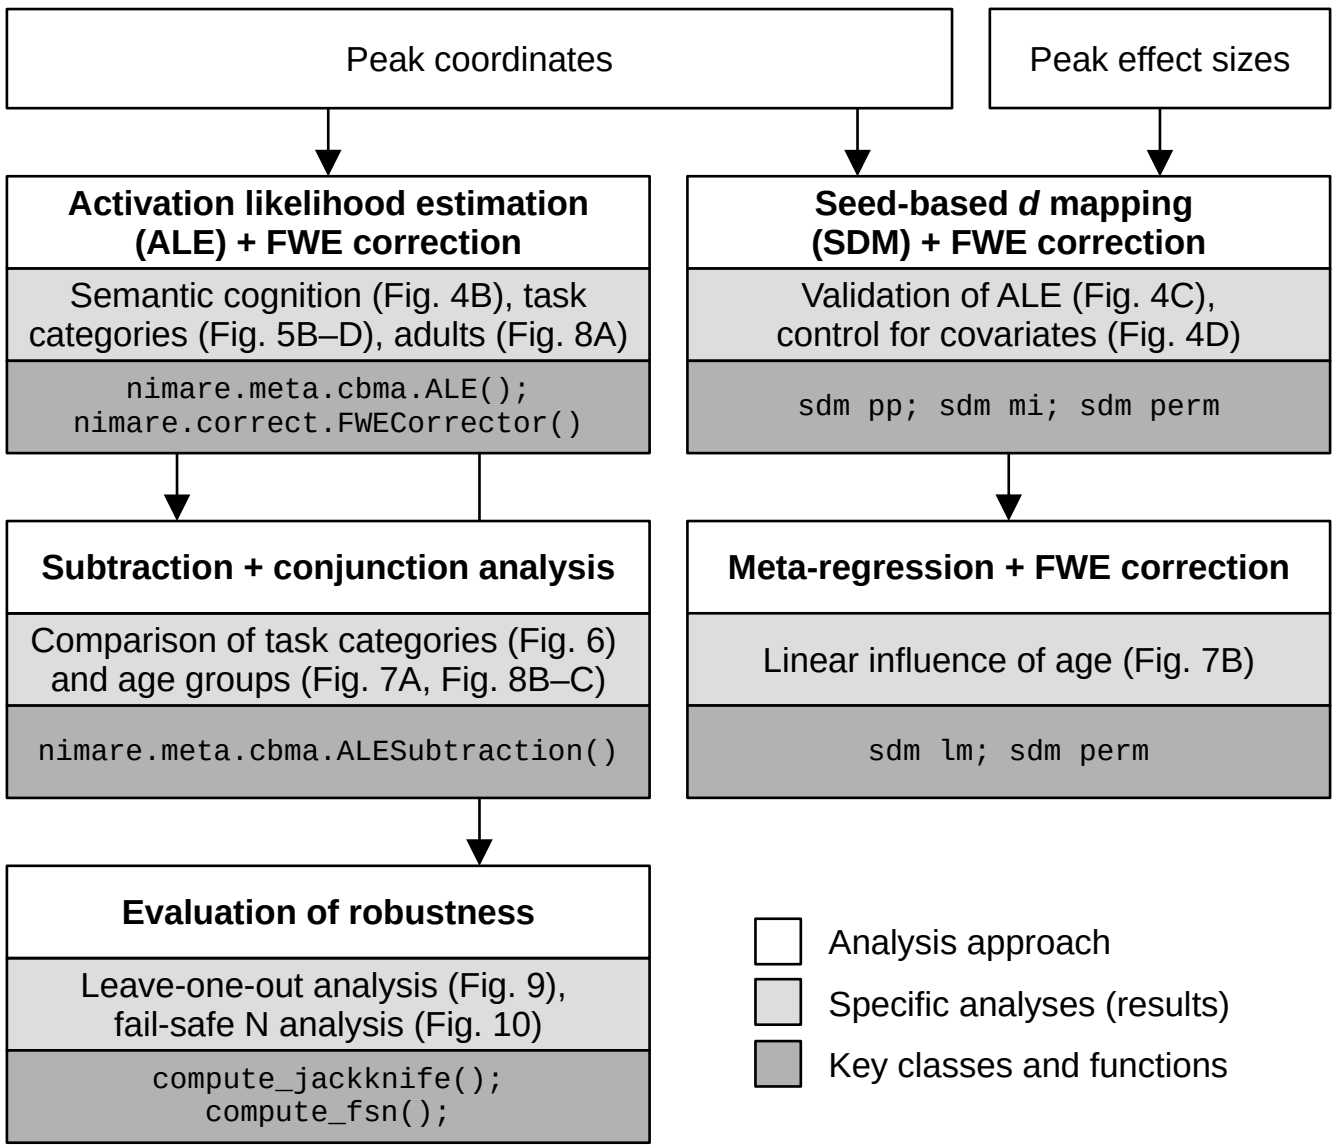 Peak coordinates
Peak effect sizes
Activation likelihood estimation
(ALE) + FWE correction
Semantic cognition (Fig. 4B), task
categories (Fig. 5B–D), adults (Fig. 8A)
nimare.meta.cbma.ALE();
nimare.correct.FWECorrector()
Seed-based d mapping
(SDM) + FWE correction
Validation of ALE (Fig. 4C),
control for covariates (Fig. 4D)
sdm pp; sdm mi; sdm perm
Subtraction + conjunction analysis
Comparison of task categories (Fig. 6)
and age groups (Fig. 7A, Fig. 8B–C)
nimare.meta.cbma.ALESubtraction()
Meta-regression + FWE correction
Linear influence of age (Fig. 7B)
sdm lm; sdm perm
Evaluation of robustness
Leave-one-out analysis (Fig. 9),
fail-safe N analysis (Fig. 10)
compute_jackknife();
compute_fsn();
Analysis approach
Specific analyses (results)
Key classes and functions